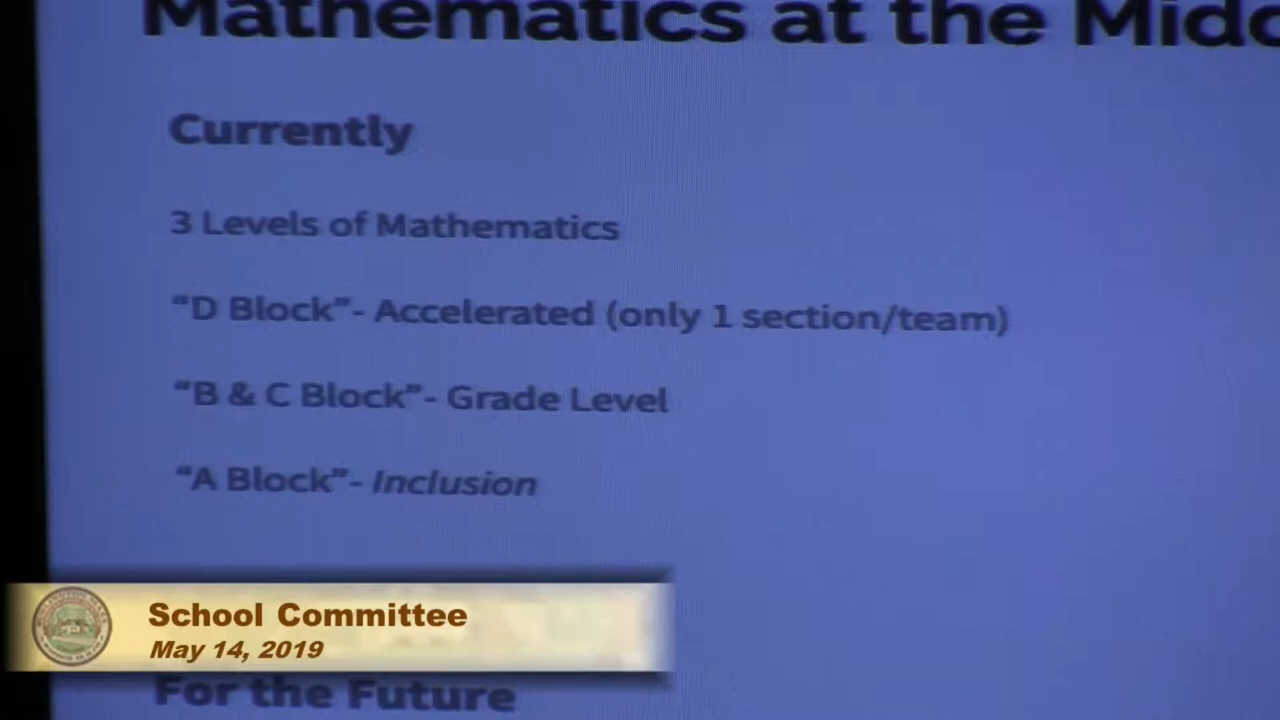 Mathematics at the Midd
Currently
3 Levels of Mathematics
“D Block”- Accelerated (only 1 section/team)
“B & C Block”- Grade Level
“A Block”- Inclusion
School Committee
May 14, 2019
For the Future